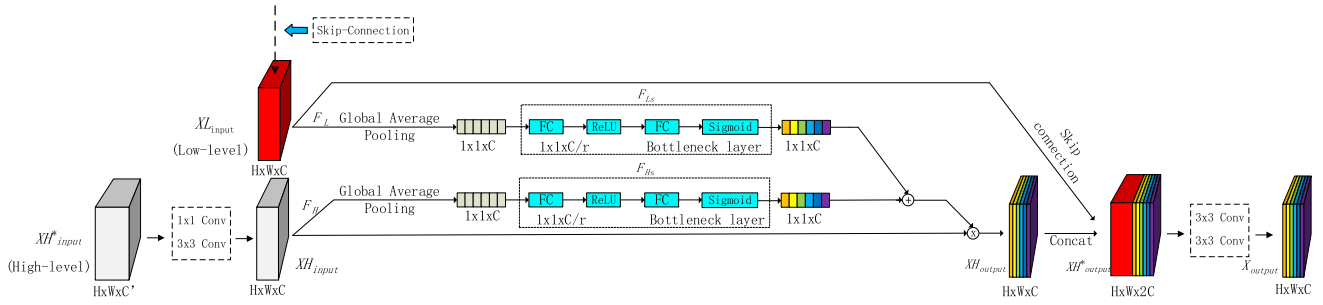 Skip-Connection
XL_input
(Low-level)
HxWxC
F_L Global Average
Pooling
1x1xC
F_Ls
FC
ReLU
FC
Sigmoid
1x1xC/r
Bottleneck layer
1x1xC
Skip
connection
XH*_input
(High-level)
HxWxC'
1x1 Conv
3x3 Conv
XH_input
HxWxC
F_H
Global Average
Pooling
1x1xC
F_Hs
FC
ReLU
FC
Sigmoid
1x1xC/r
Bottleneck layer
1x1xC
+
x
XH_output
HxWxC
Concat
XH*_output
HxWx2C
3x3 Conv
3x3 Conv
X_output
HxWxC